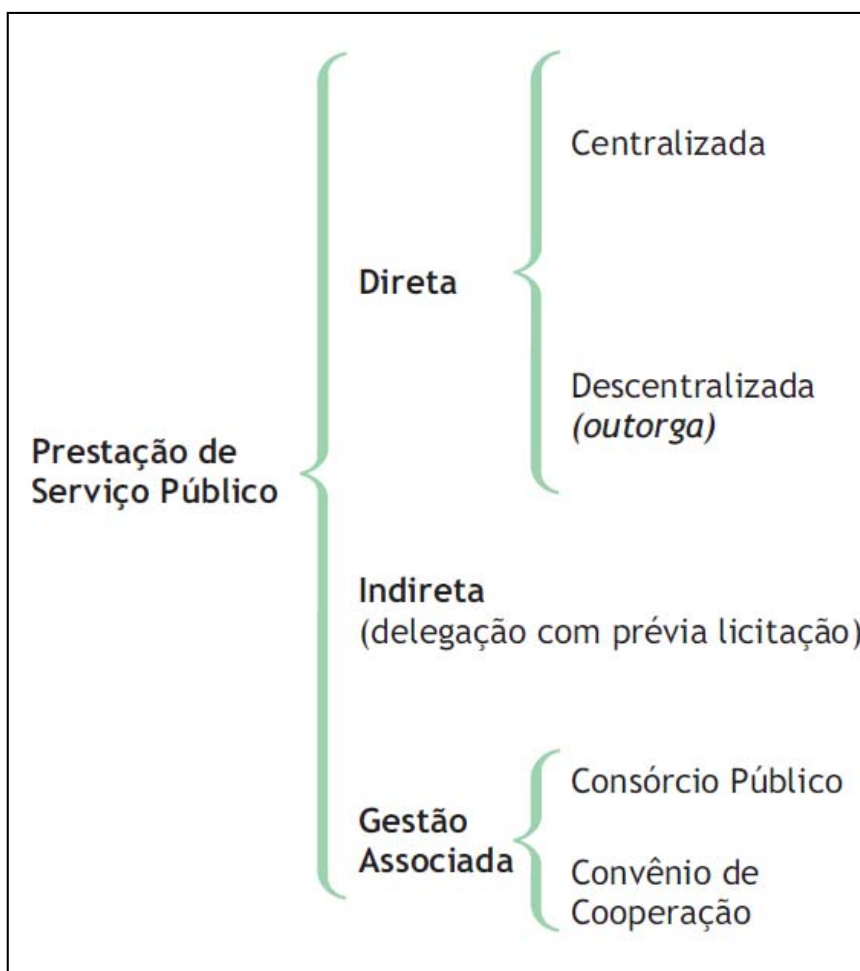 Prestação de
Serviço Público
Direta
Centralizada
Descentralizada
(outorga)
Indireta
(delegação com prévia licitação)
Gestão
Associada
Consórcio Público
Convênio de
Cooperação